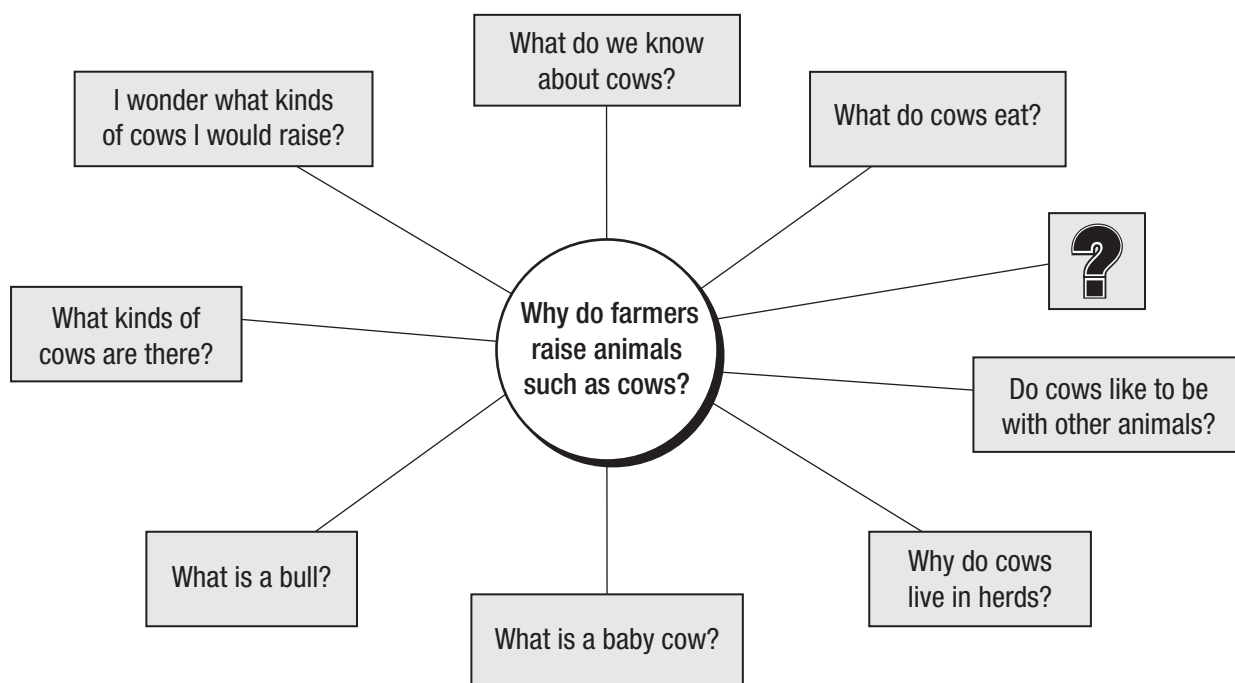 What do we know
about cows?
I wonder what kinds
of cows I would raise?
What do cows eat?
?
What kinds of
cows are there?
Why do farmers
raise animals
such as cows?
Do cows like to be
with other animals?
What is a bull?
Why do cows
live in herds?
What is a baby cow?